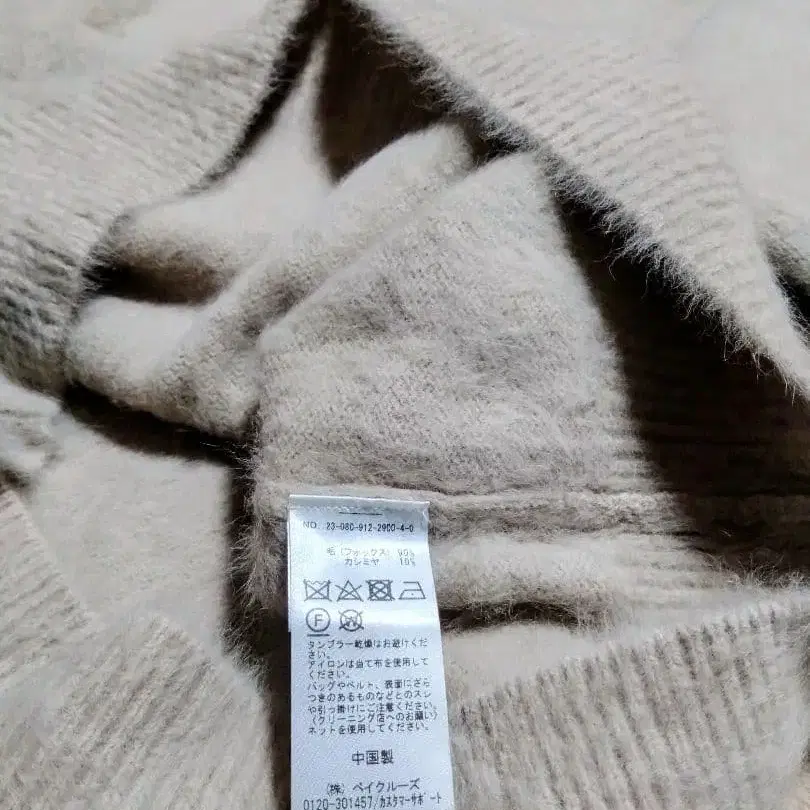 NO. 23-080-912-2900-4-0
毛(フォックス) 90%
カシミヤ 10%
F W
タンブラー乾燥はお避けくだ
さい。
アイロンは当て布を使用して
ください。
バッグやベルト、表面にざら
つきのあるものなどとのスレ
や引っ掛けにご注意ください。
〈クリーニング店へのお願い〉
ネットを使用してください。
中国製
(株) ベイクルーズ
0120-301457/カスタマーサポート